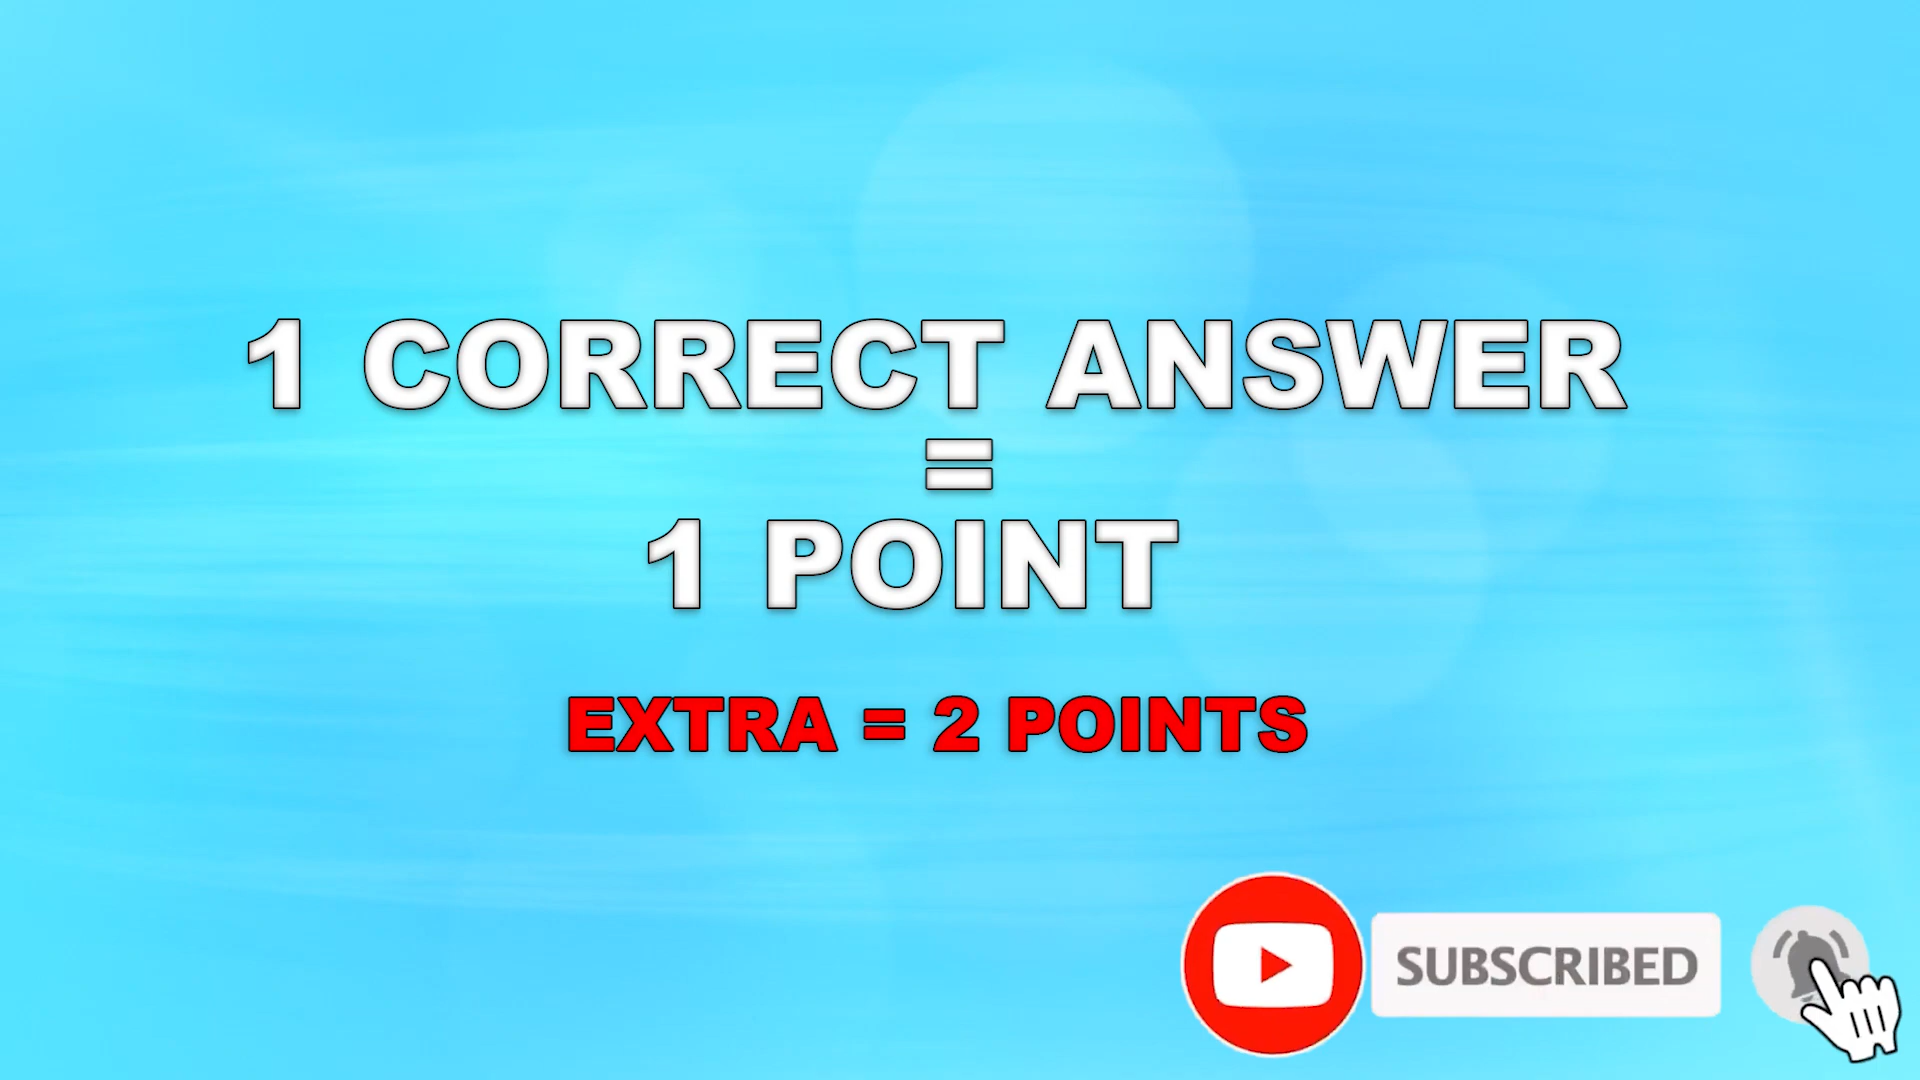 1 CORRECT ANSWER
=
1 POINT
EXTRA = 2 POINTS
SUBSCRIBED